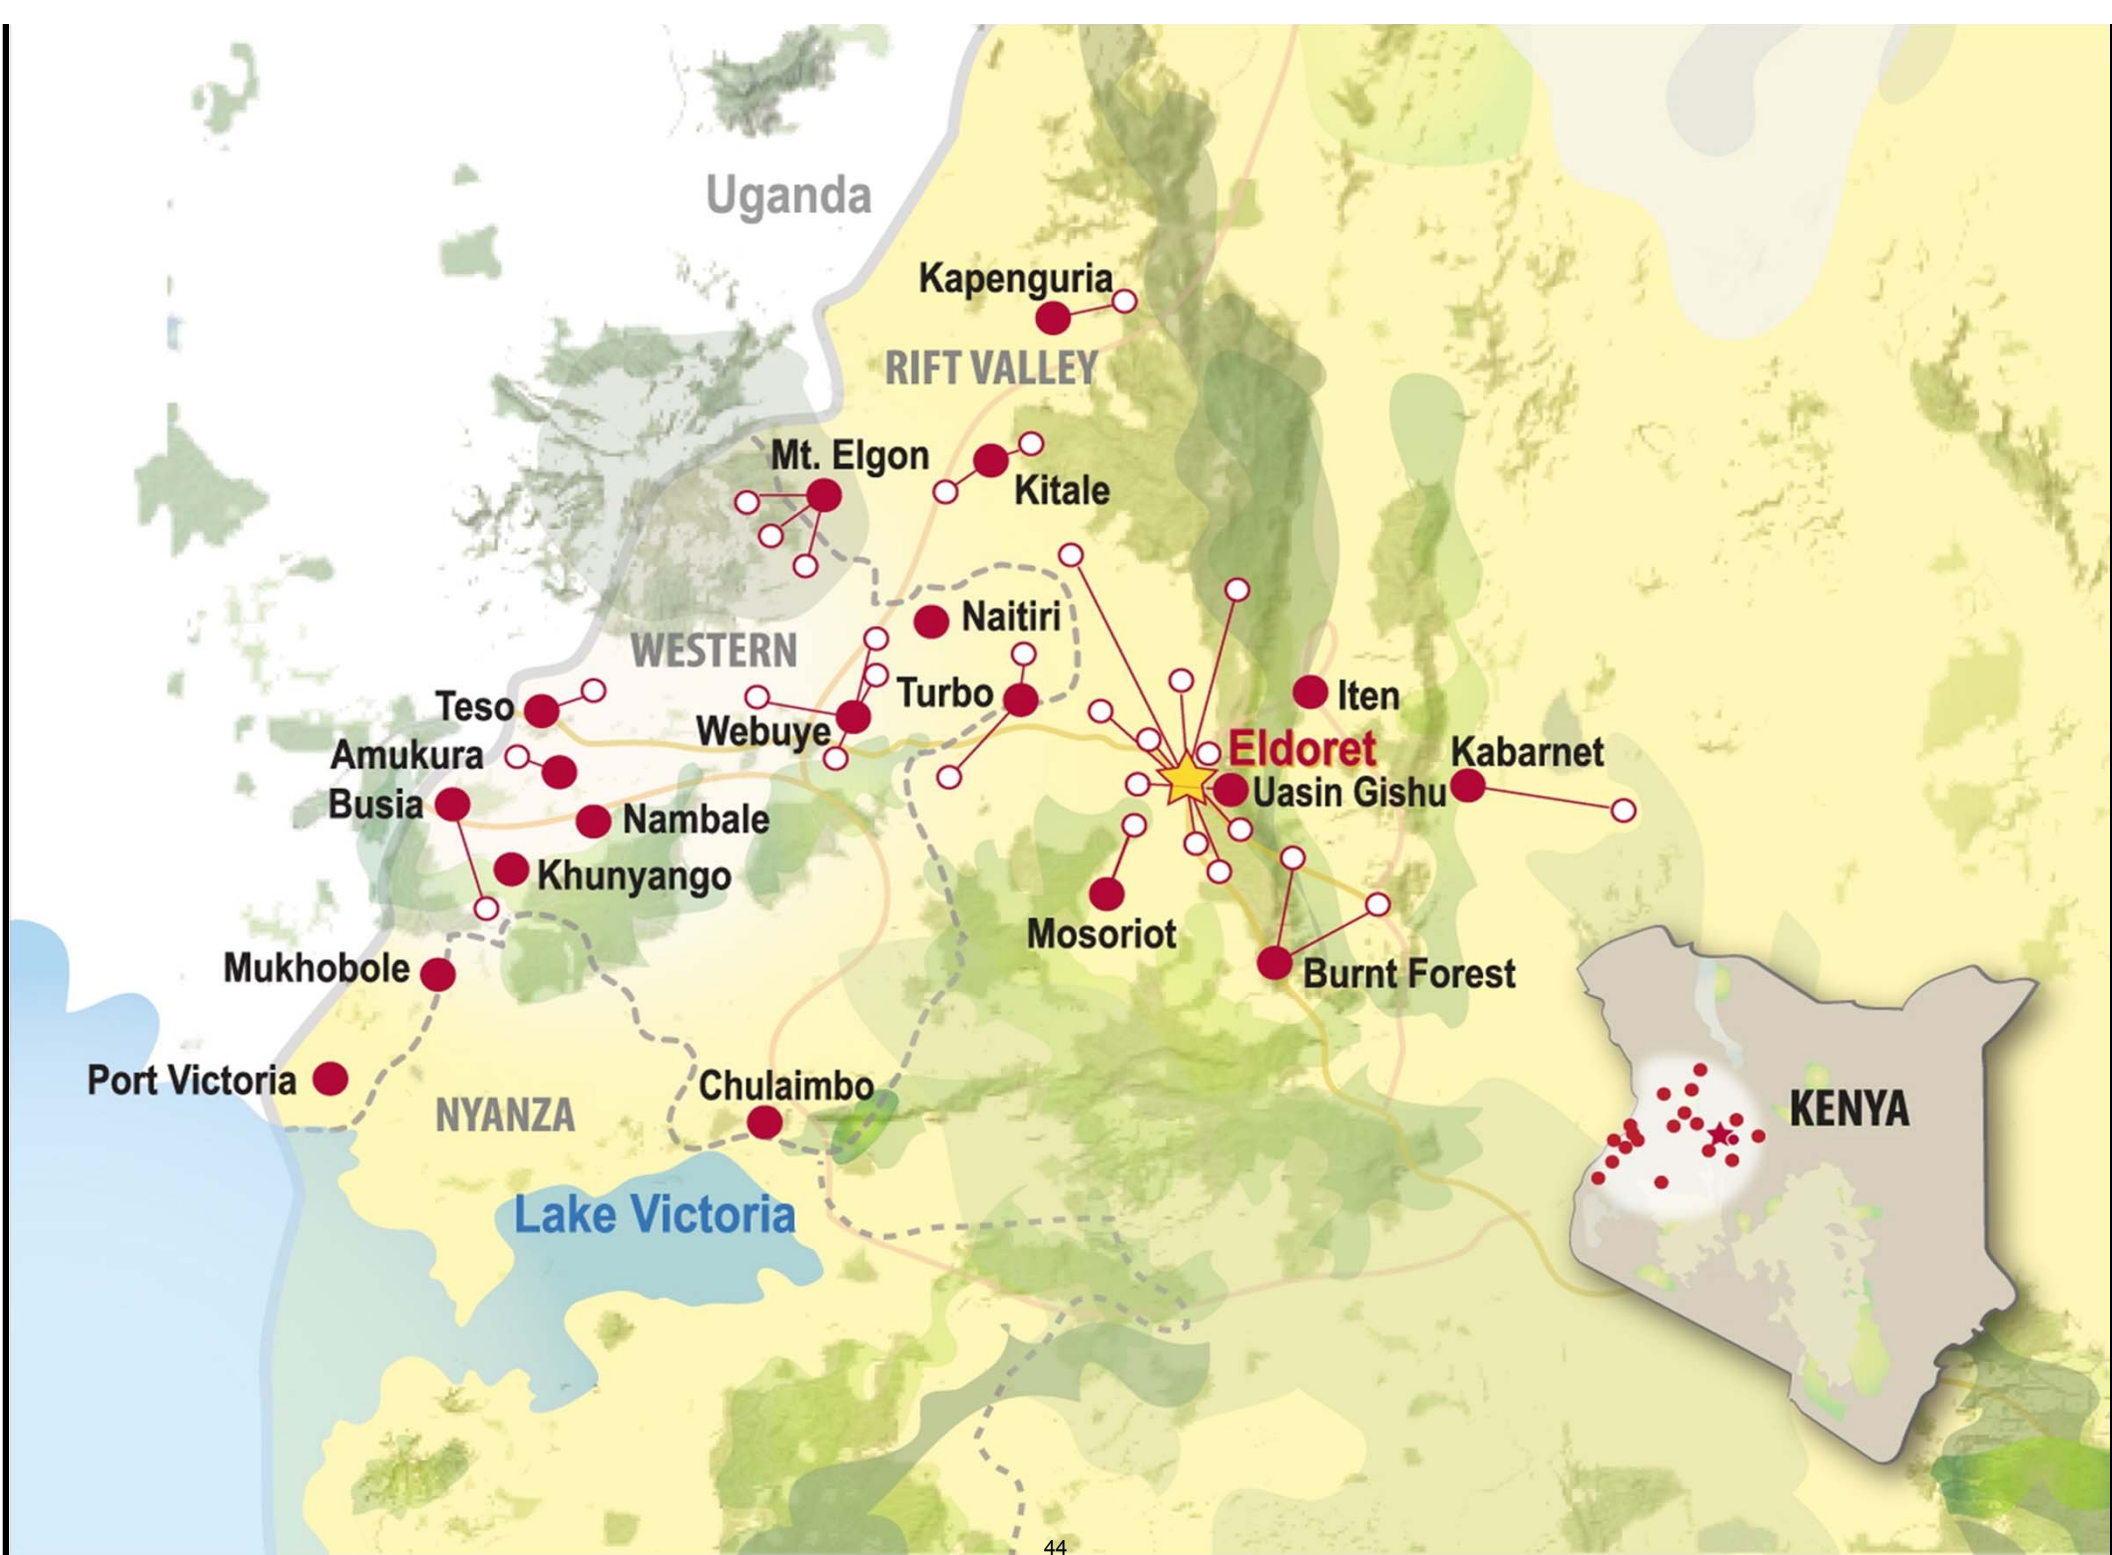 Uganda
Kapenguria
RIFT VALLEY
Mt. Elgon
Kitale
Naitiri
WESTERN
Turbo
Iten
Teso
Webuye
Eldoret
Kabarnet
Amukura
Uasin Gishu
Busia
Nambale
Khunyango
Mosoriot
Mukhobole
Burnt Forest
Port Victoria
Chulaimbo
NYANZA
KENYA
Lake Victoria
44